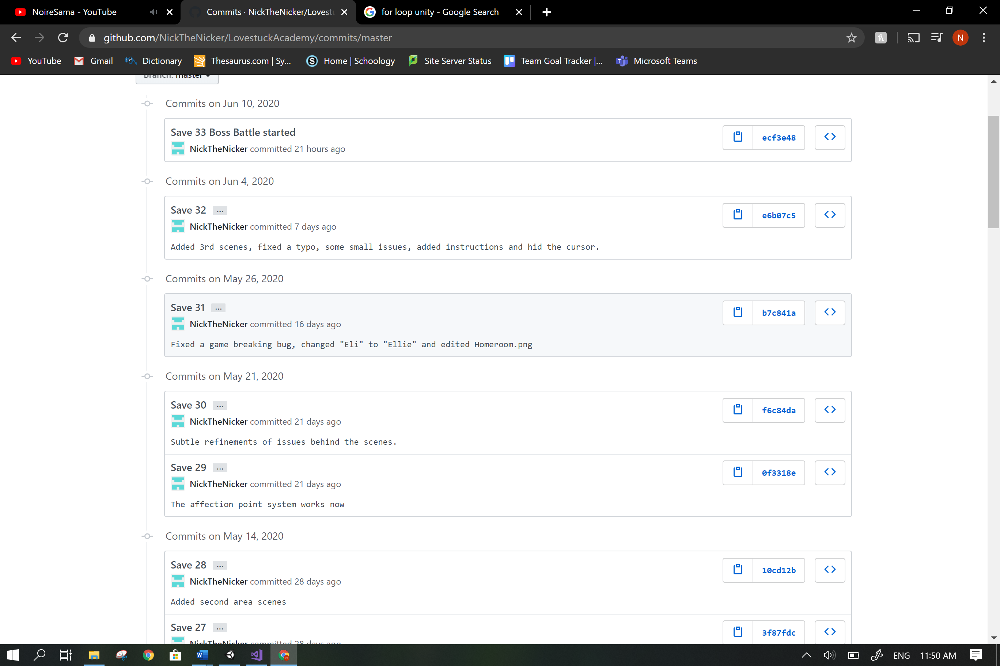 NoireSama - YouTube
Commits · NickTheNicker/Lovestu
for loop unity - Google Search
github.com/NickTheNicker/LovestuckAcademy/commits/master
N
YouTube
Gmail
Dictionary
Thesaurus.com | Sy...
Home | Schoology
Site Server Status
Team Goal Tracker |...
Microsoft Teams
Branch: master
Commits on Jun 10, 2020
Save 33 Boss Battle started
ecf3e48
NickTheNicker committed 21 hours ago
Commits on Jun 4, 2020
Save 32 ...
e6b07c5
NickTheNicker committed 7 days ago
Added 3rd scenes, fixed a typo, some small issues, added instructions and hid the cursor.
Commits on May 26, 2020
Save 31 ...
b7c841a
NickTheNicker committed 16 days ago
Fixed a game breaking bug, changed "Eli" to "Ellie" and edited Homeroom.png
Commits on May 21, 2020
Save 30 ...
f6c84da
NickTheNicker committed 21 days ago
Subtle refinements of issues behind the scenes.
Save 29 ...
0f3318e
NickTheNicker committed 21 days ago
The affection point system works now
Commits on May 14, 2020
Save 28 ...
10cd12b
NickTheNicker committed 28 days ago
Added second area scenes
Save 27 ...
3f87fdc
NickTheNicker committed 28 days ago
ENG
11:50 AM